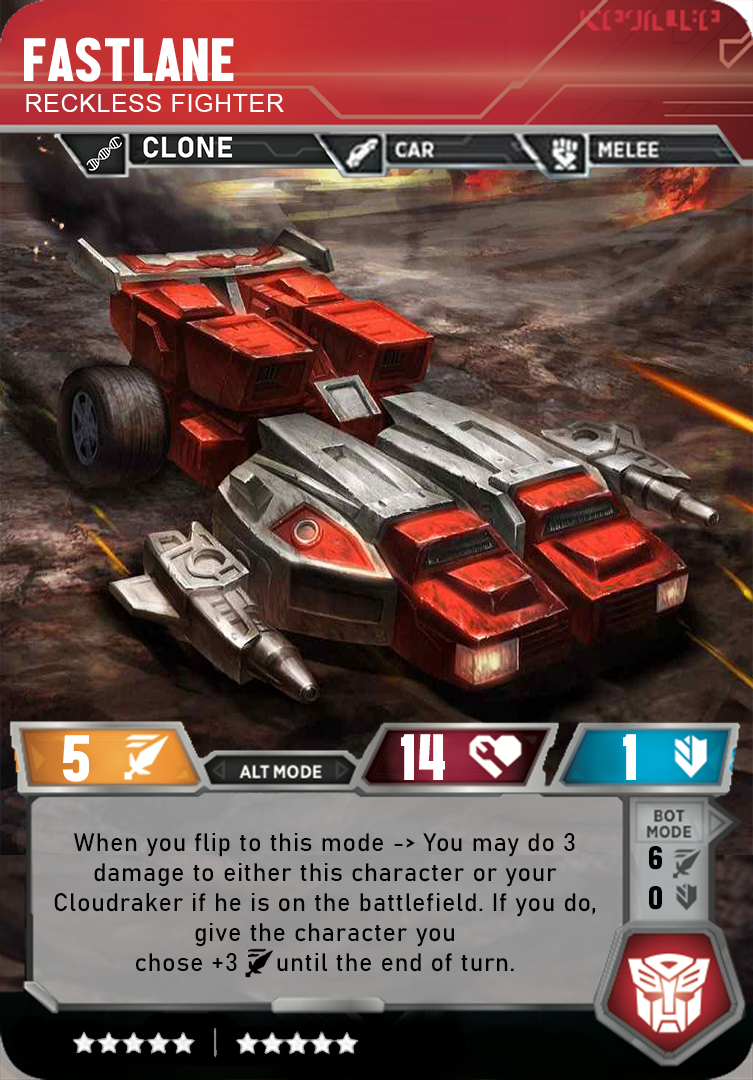 FASTLANE
RECKLESS FIGHTER
CLONE
CAR
MELEE
5
ALT MODE
14
1
When you flip to this mode -> You may do 3
damage to either this character or your
Cloudraker if he is on the battlefield. If you do,
give the character you
chose +3 until the end of turn.
BOT
MODE
6
0